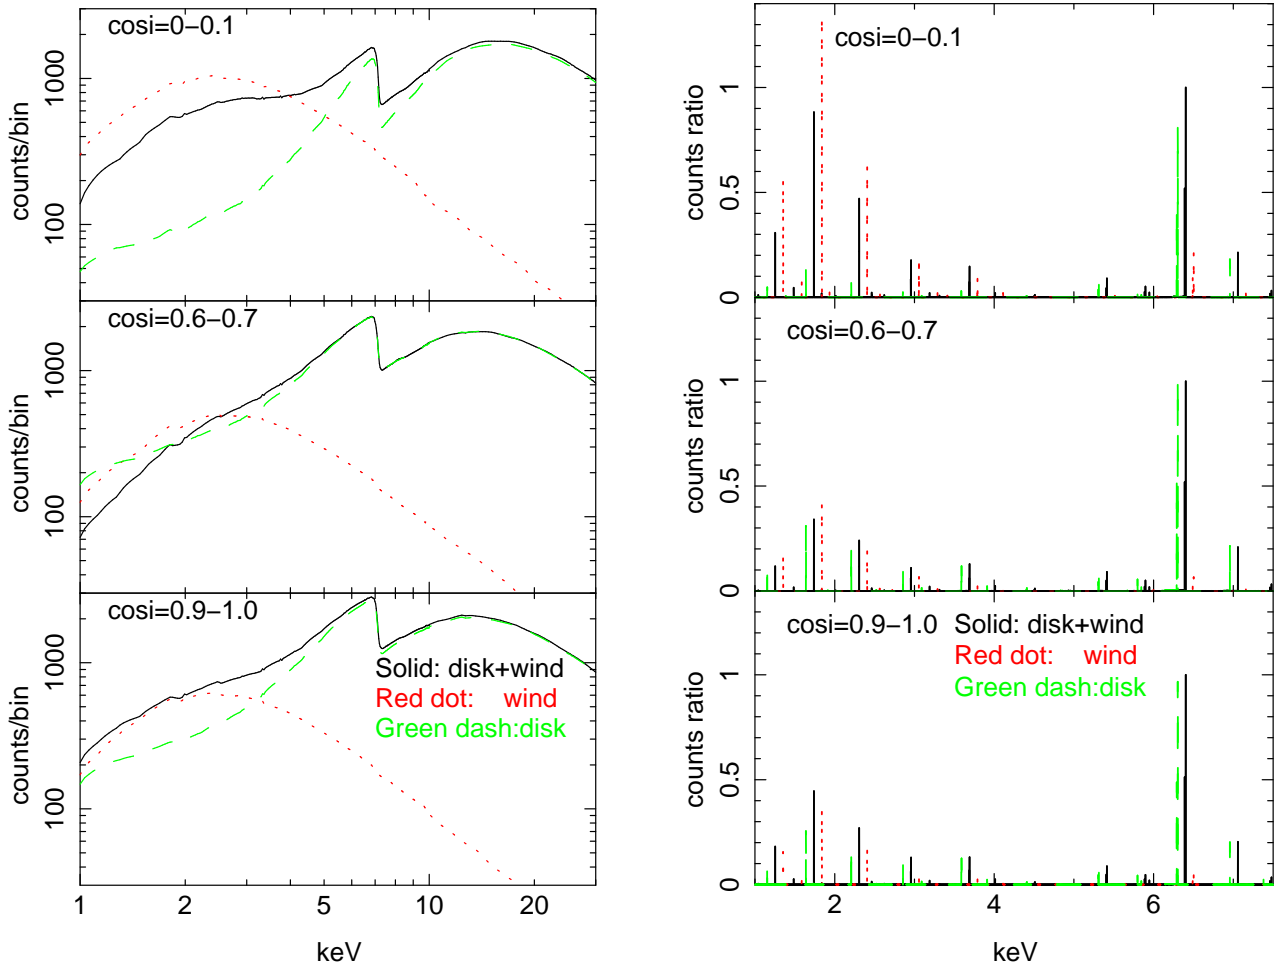 cosi=0−0.1
counts/bin
1000
100
cosi=0.6−0.7
counts/bin
1000
100
cosi=0.9−1.0
counts/bin
1000
100
Solid: disk+wind
Red dot: wind
Green dash:disk
1 2 5 10 20
keV
cosi=0−0.1
counts ratio
1
0.5
0
cosi=0.6−0.7
counts ratio
1
0.5
0
cosi=0.9−1.0
Solid: disk+wind
Red dot: wind
Green dash:disk
counts ratio
1
0.5
0
2 4 6
keV